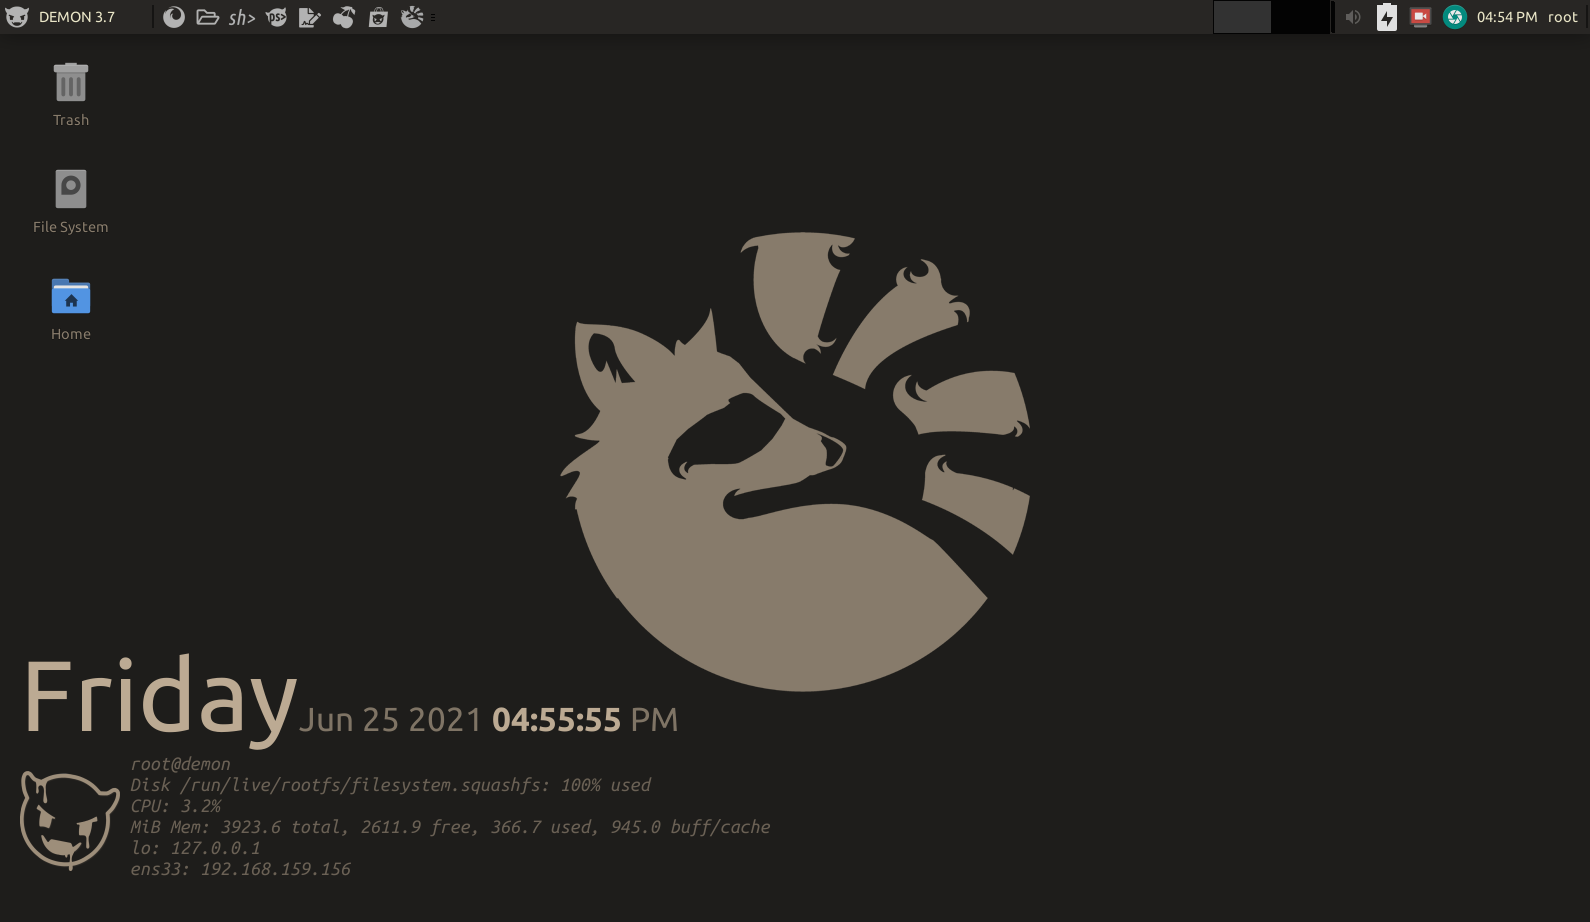 DEMON 3.7
sh>
DS>
04:54 PM
root
Trash
File System
Home
Friday Jun 25 2021 04:55:55 PM
root@demon
Disk /run/live/rootfs/filesystem.squashfs: 100% used
CPU: 3.2%
MiB Mem: 3923.6 total, 2611.9 free, 366.7 used, 945.0 buff/cache
lo: 127.0.0.1
ens33: 192.168.159.156